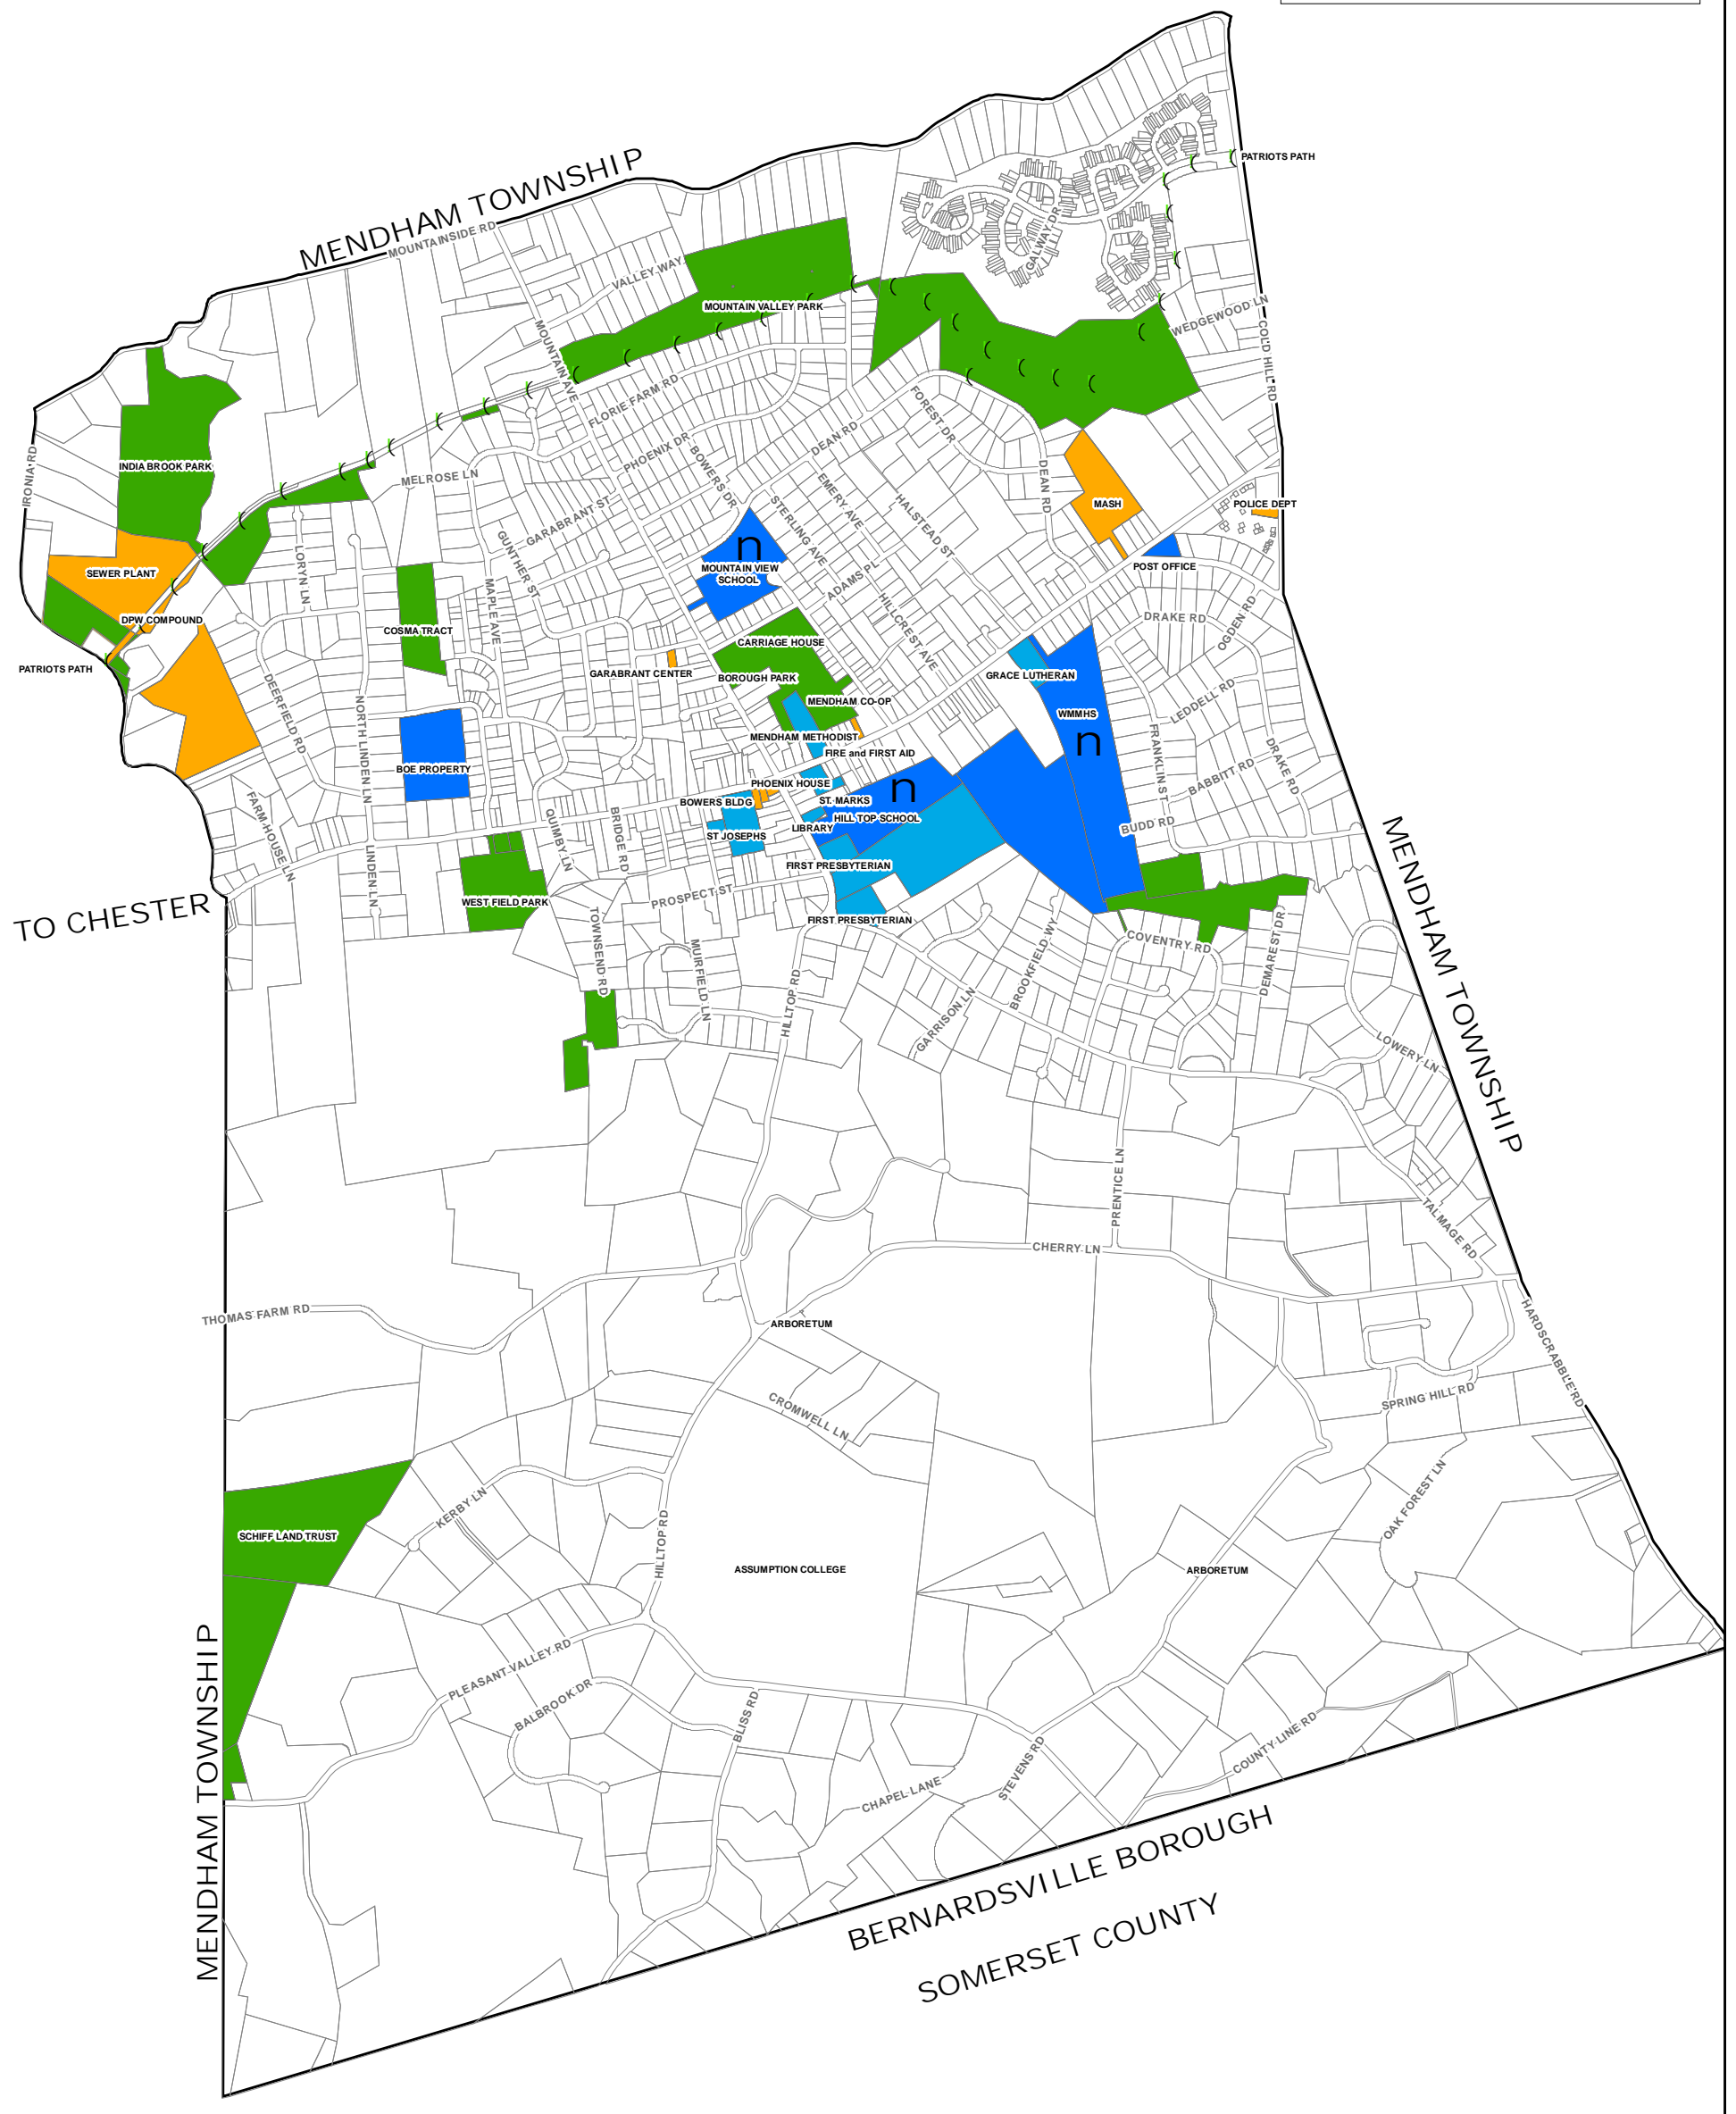 PATRIOTS PATH
MENDHAM TOWNSHIP
MOUNTAINSIDE RD
GALWAY DR
VALLEY WAY
MOUNTAIN VALLEY PARK
WEDGEWOOD LN
COLD HILL RD
MOUNTAIN AVE
FLORIE FARM RD
FOREST DR
DEAN RD
PHOENIX DR
BOWERS DR
INDIA BROOK PARK
IRONIA RD
MELROSE LN
EMERY AVE
STERLING AVE
HALSTEAD ST
DEAN RD
MASH
POLICE DEPT
GARABRANT ST
GUNTHER ST
n
MOUNTAIN VIEW
SCHOOL
POST OFFICE
SEWER PLANT
LORYN LN
ADAMS PL
MAPLE AVE
HILLCREST AVE
DRAKE RD
OGDEN RD
DPW COMPOUND
COSMA TRACT
CARRIAGE HOUSE
PATRIOTS PATH
GARABRANT CENTER
BOROUGH PARK
GRACE LUTHERAN
MENDHAM CO-OP
LEDDELL RD
WMMHS
n
DEERFIELD RD
NORTH LINDEN LN
MENDHAM METHODIST
FIRE and FIRST AID
FRANKLIN ST
DRAKE RD
BABBITT RD
BOE PROPERTY
PHOENIX HOUSE
n
BOWERS BLDG
ST. MARKS
HILL TOP SCHOOL
LIBRARY
ST JOSEPHS
BUDD RD
FARM HOUSE LN
QUIMBY LN
BRIDGE RD
LINDEN LN
FIRST PRESBYTERIAN
MENDHAM TOWNSHIP
TO CHESTER
WEST FIELD PARK
PROSPECT ST
FIRST PRESBYTERIAN
TOWNSEND RD
MUIRFIELD LN
HILLTOP RD
GARRISON LN
BROOKFIELD WY
COVENTRY RD
DEMAREST DR
LOWERY LN
PRENTICE LN
TALMAGE RD
CHERRY LN
THOMAS FARM RD
ARBORETUM
HARDSCRABBLE RD
CROMWELL LN
SPRING HILL RD
KERBY LN
OAK FOREST LN
SCHIFF LAND TRUST
HILLTOP RD
ASSUMPTION COLLEGE
ARBORETUM
PLEASANT VALLEY RD
BALBROOK DR
BLISS RD
MENDHAM TOWNSHIP
STEVENS RD
COUNTY LINE RD
CHAPEL LANE
BERNARDSVILLE BOROUGH
SOMERSET COUNTY